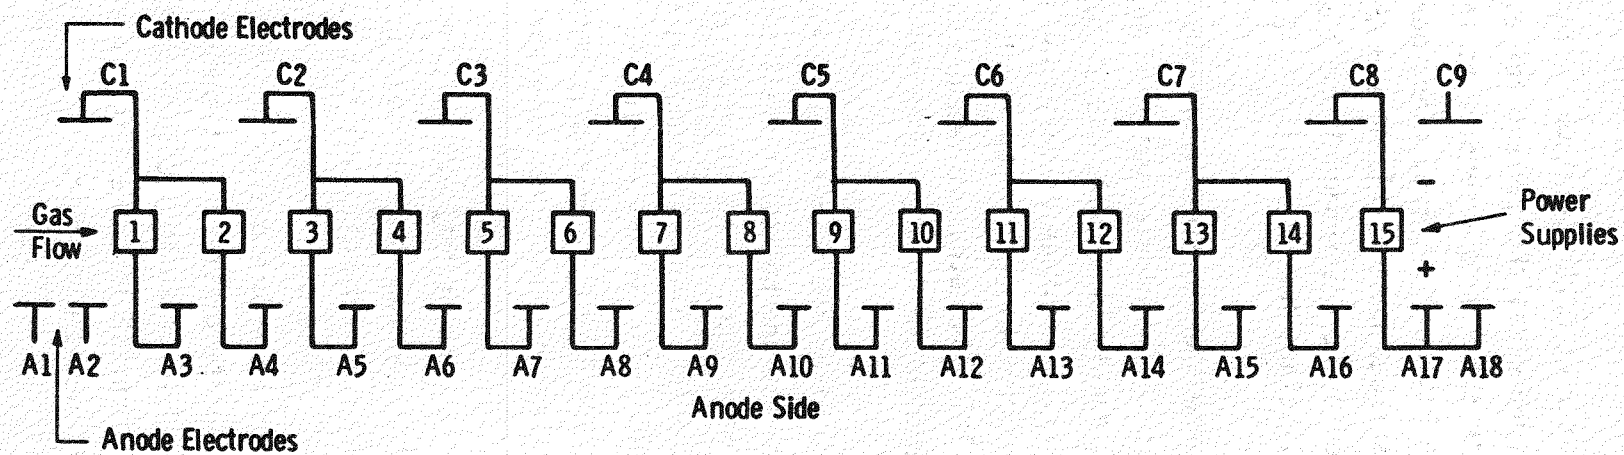 Cathode Electrodes
C1 C2 C3 C4 C5 C6 C7 C8 C9
-
Gas
Flow
1 2 3 4 5 6 7 8 9 10 11 12 13 14 15
Power
Supplies
+
A1 A2 A3 A4 A5 A6 A7 A8 A9 A10 A11 A12 A13 A14 A15 A16 A17 A18
Anode Side
Anode Electrodes